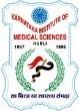 KARNATAKA INSTITUTE OF
MEDICAL SCIENCES
HUBLI
1957
1996